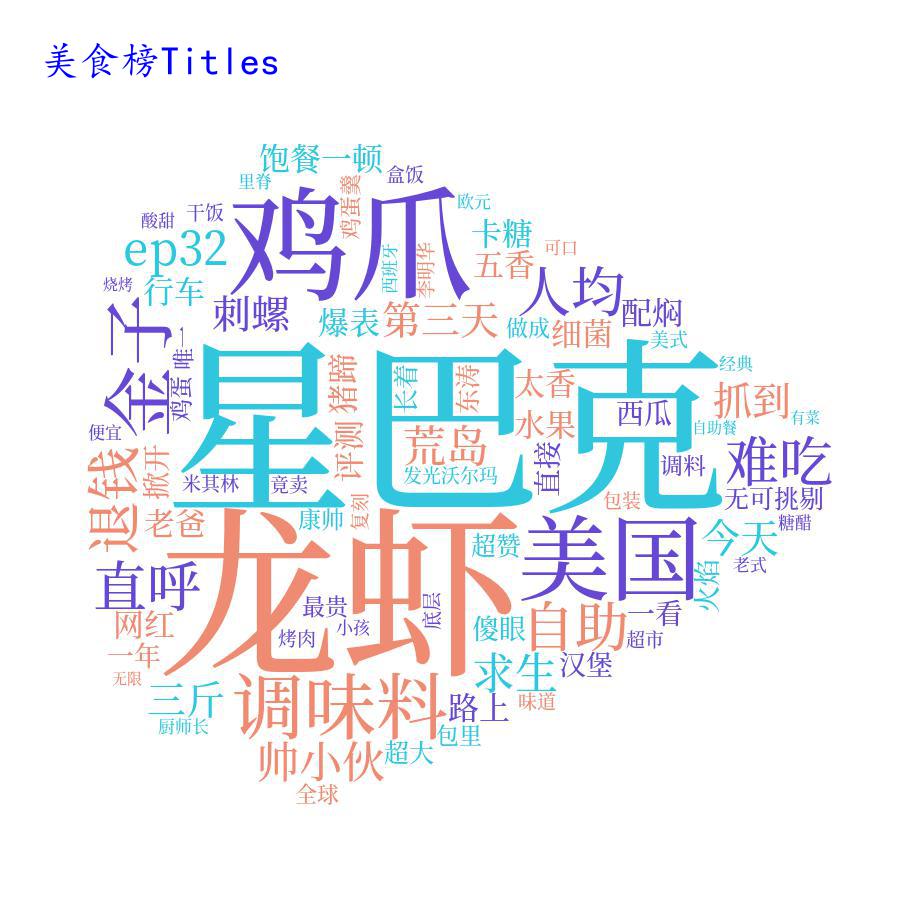 美食榜Titles
饱餐一顿
盒饭
里脊
鸡蛋羹
欧元
鸡爪
酸甜
干饭
ep32
卡糖
五香
可口
西班牙
李明华
烧烤
行车
刺螺
爆表
第三天
做成
人均
细菌
配焖
美式
金子
唯一
鸡蛋
猪蹄
长着
东涛
太香
经典
星巴克
西瓜
抓到
有菜
便宜
评测
荒岛
水果
自助餐
退钱
掀开
米其林
竟卖
发光沃尔玛
直接
调料
难吃
老爸
康帅
复刻
包装
无可挑剔
糖醋
龙虾
超赞
美国
今天
老式
直呼
火焰
网红
最贵
底层
傻眼
自助
一看
烤肉
小孩
超市
一年
无限
求生
汉堡
三斤
调味料
路上
味道
厨师长
包里
帅小伙
超大
全球